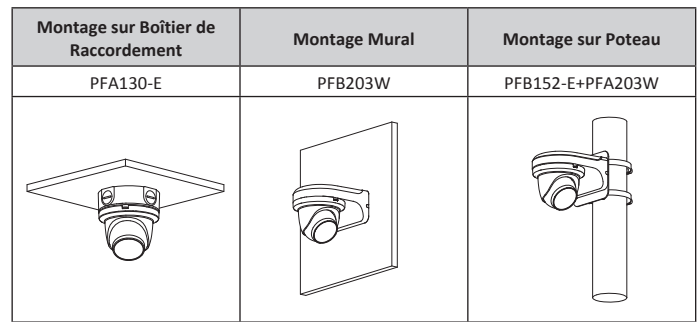 Montage sur Boîtier de
Raccordement
Montage Mural
Montage sur Poteau
PFA130-E
PFB203W
PFB152-E+PFA203W